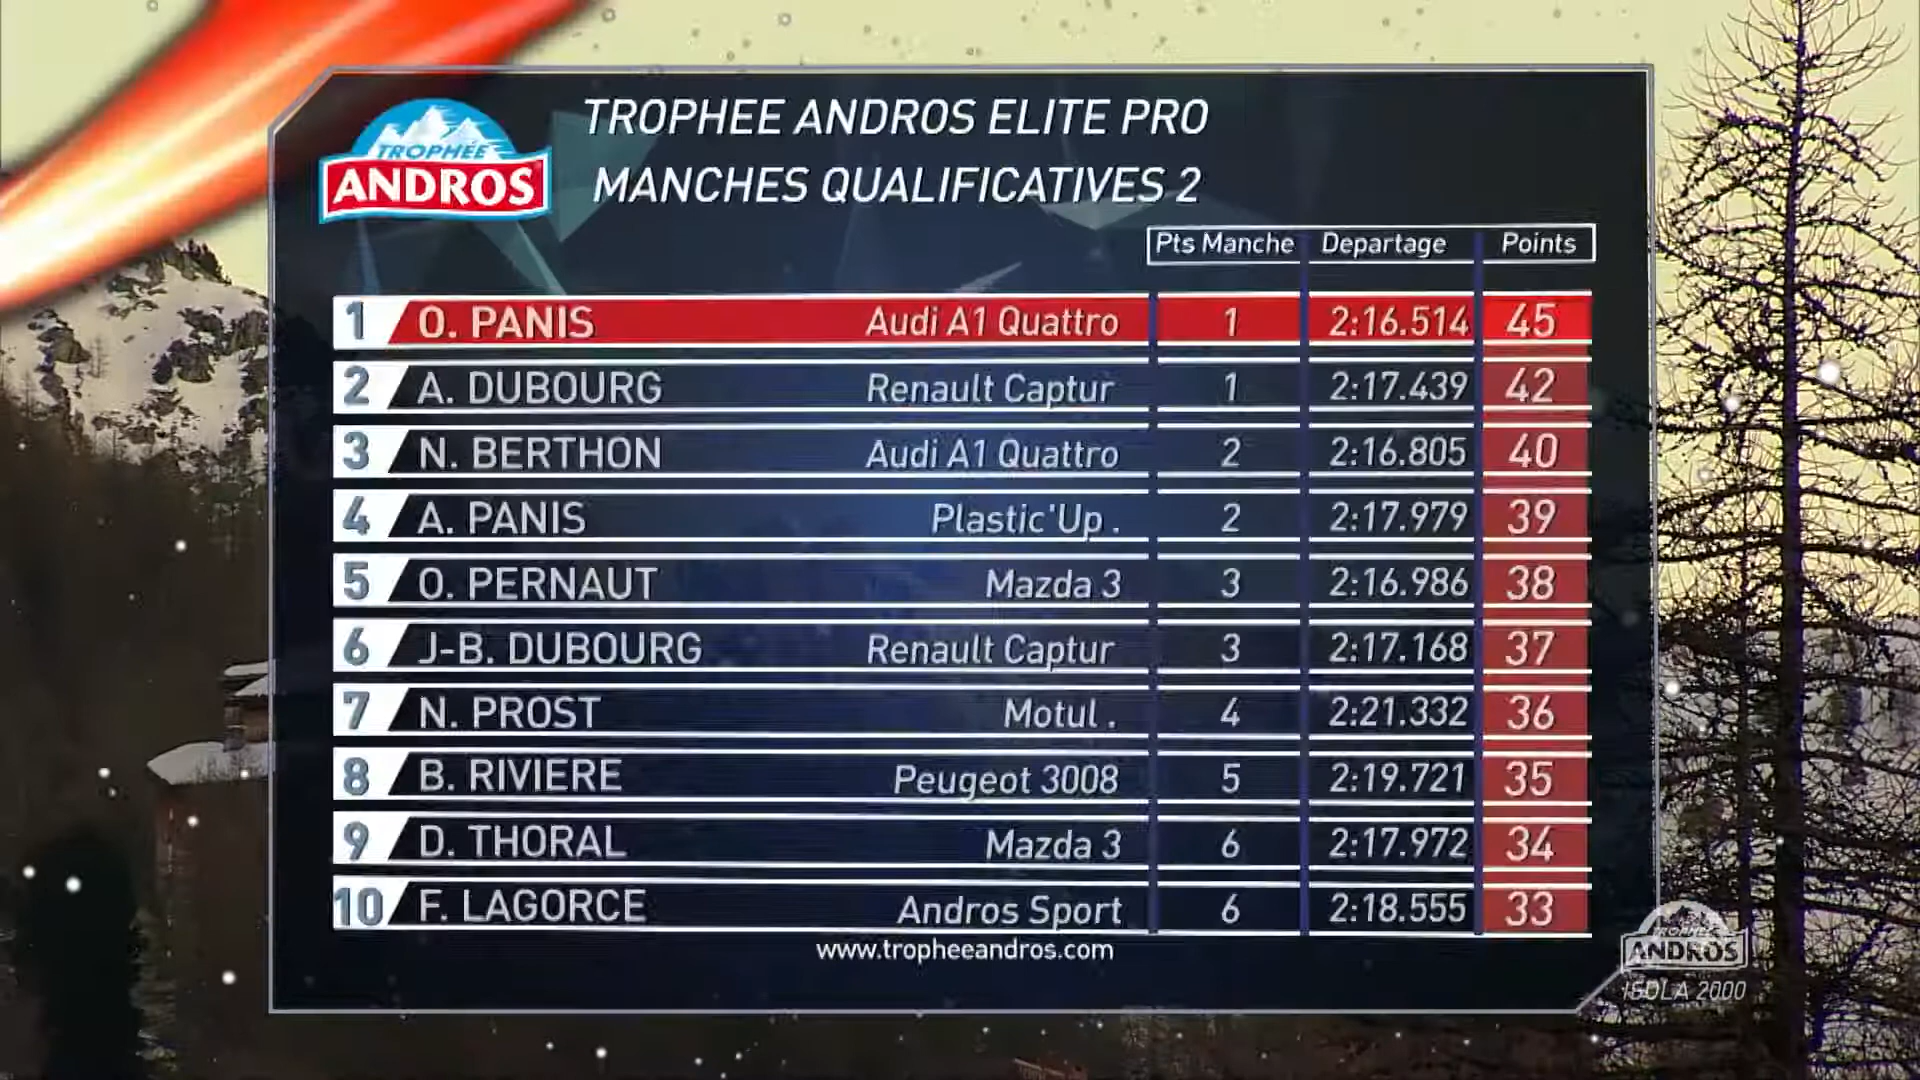 TROPHÉE
ANDROS
TROPHEE ANDROS ELITE PRO
MANCHES QUALIFICATIVES 2
Pts Manche Departage Points
1 O. PANIS Audi A1 Quattro 1 2:16.514 45
2 A. DUBOURG Renault Captur 1 2:17.439 42
3 N. BERTHON Audi A1 Quattro 2 2:16.805 40
4 A. PANIS Plastic'Up . 2 2:17.979 39
5 O. PERNAUT Mazda 3 3 2:16.986 38
6 J-B. DUBOURG Renault Captur 3 2:17.168 37
7 N. PROST Motul . 4 2:21.332 36
8 B. RIVIERE Peugeot 3008 5 2:19.721 35
9 D. THORAL Mazda 3 6 2:17.972 34
10 F. LAGORCE Andros Sport 6 2:18.555 33
www.tropheeandros.com
TROPHÉE
ANDROS
ISOLA 2000